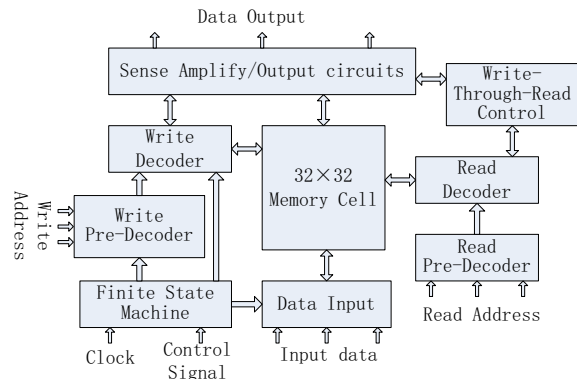 Data Output
Sense Amplify/Output circuits
Write-
Through-Read
Control
Write
Decoder
32×32
Memory Cell
Read
Decoder
Write
Address
Write
Pre-Decoder
Read
Pre-Decoder
Finite State
Machine
Data Input
Read Address
Clock
Control
Signal
Input data